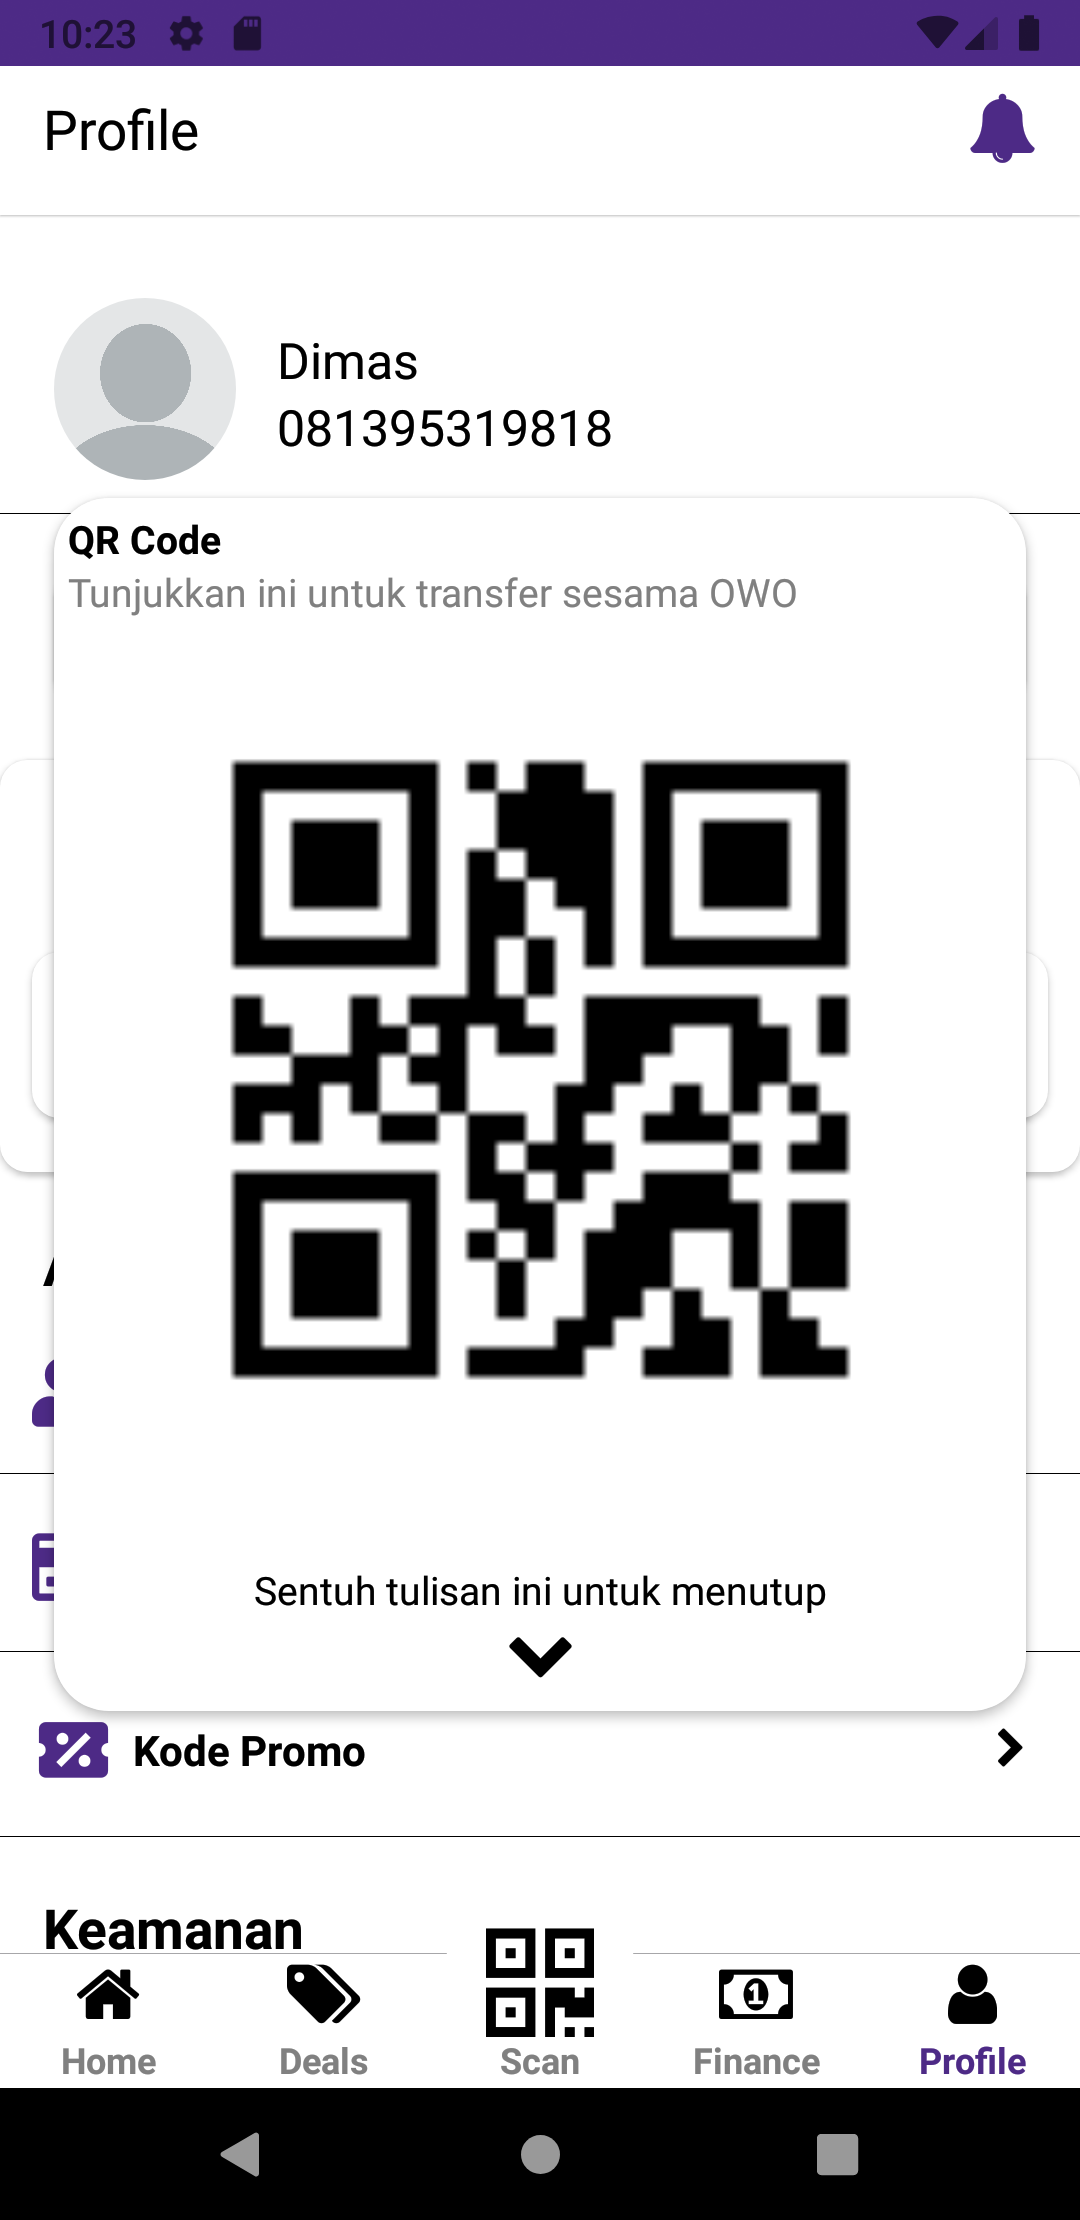 10:23
Profile
Dimas
081395319818
QR Code
Tunjukkan ini untuk transfer sesama OWO
Sentuh tulisan ini untuk menutup
Kode Promo
Keamanan
Home
Deals
Scan
Finance
Profile